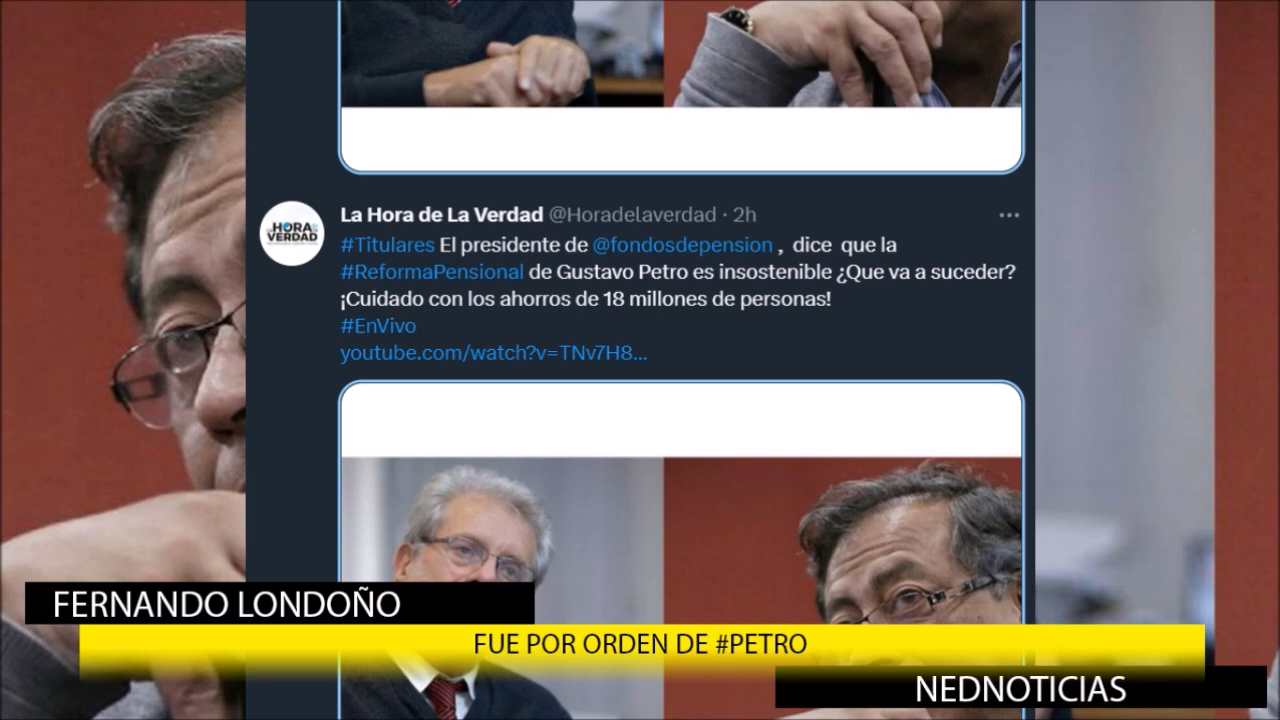 La Hora de La Verdad @Horadelaverdad · 2h
HORA
VERDAD
#Titulares El presidente de @fondosdepension , dice que la
#ReformaPensional de Gustavo Petro es insostenible ¿Que va a suceder?
¡Cuidado con los ahorros de 18 millones de personas!
#EnVivo
youtube.com/watch?v=TNv7H8...
FERNANDO LONDOÑO
FUE POR ORDEN DE #PETRO
NEDNOTICIAS